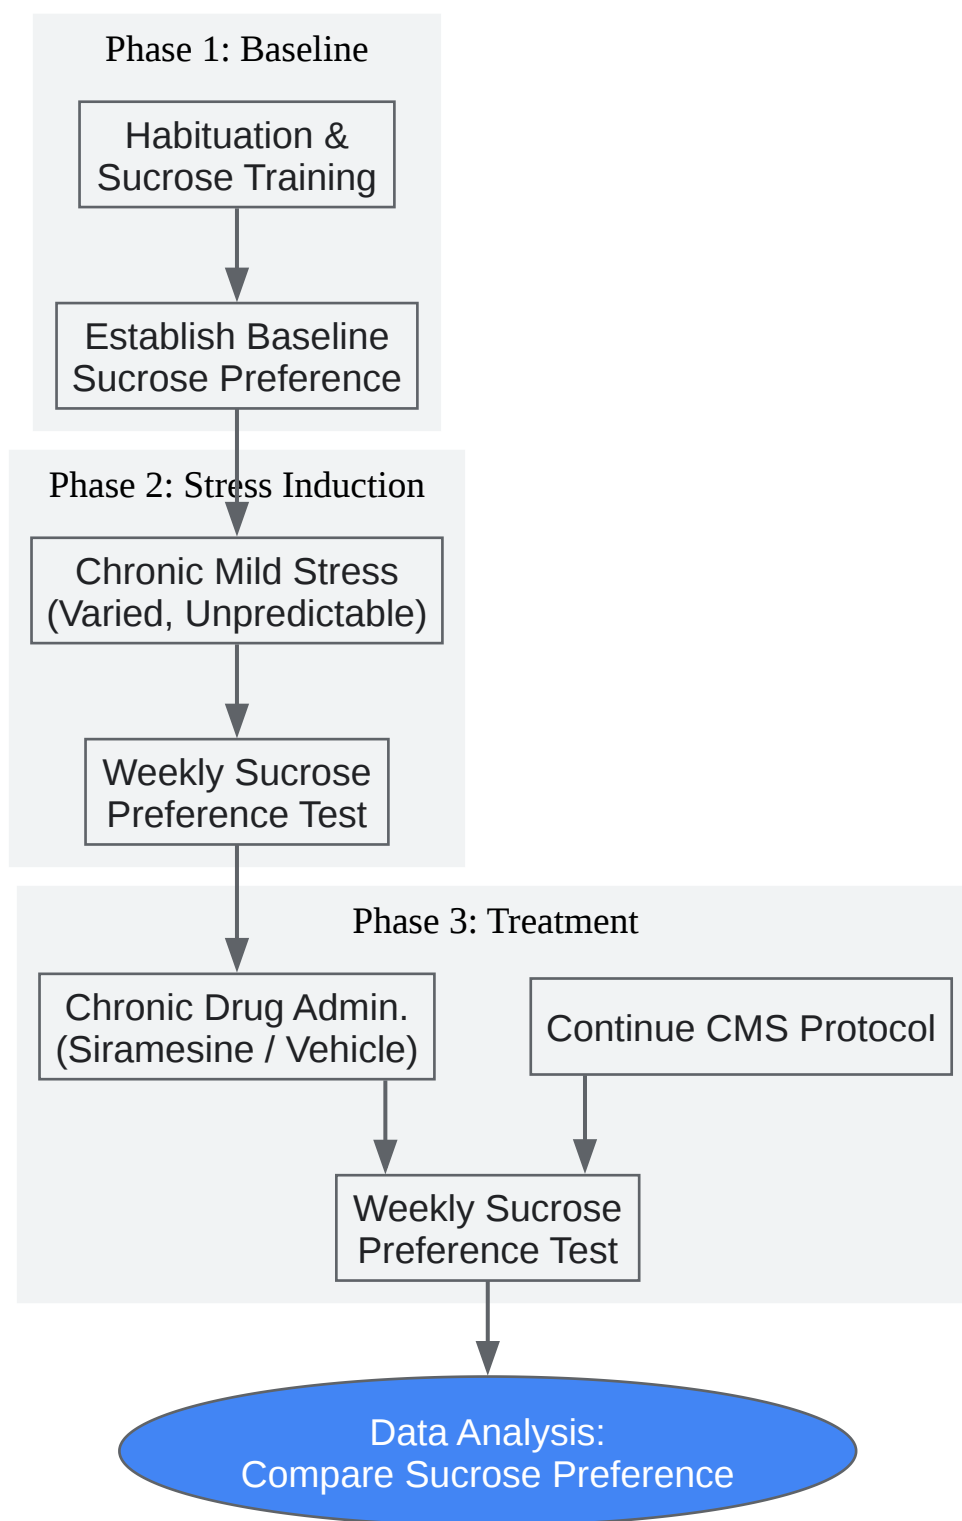 Phase 1: Baseline
Habituation &
Sucrose Training
Establish Baseline
Sucrose Preference
Phase 2: Stress Induction
Chronic Mild Stress
(Varied, Unpredictable)
Weekly Sucrose
Preference Test
Phase 3: Treatment
Chronic Drug Admin.
(Siramesine / Vehicle)
Continue CMS Protocol
Weekly Sucrose
Preference Test
Data Analysis:
Compare Sucrose Preference